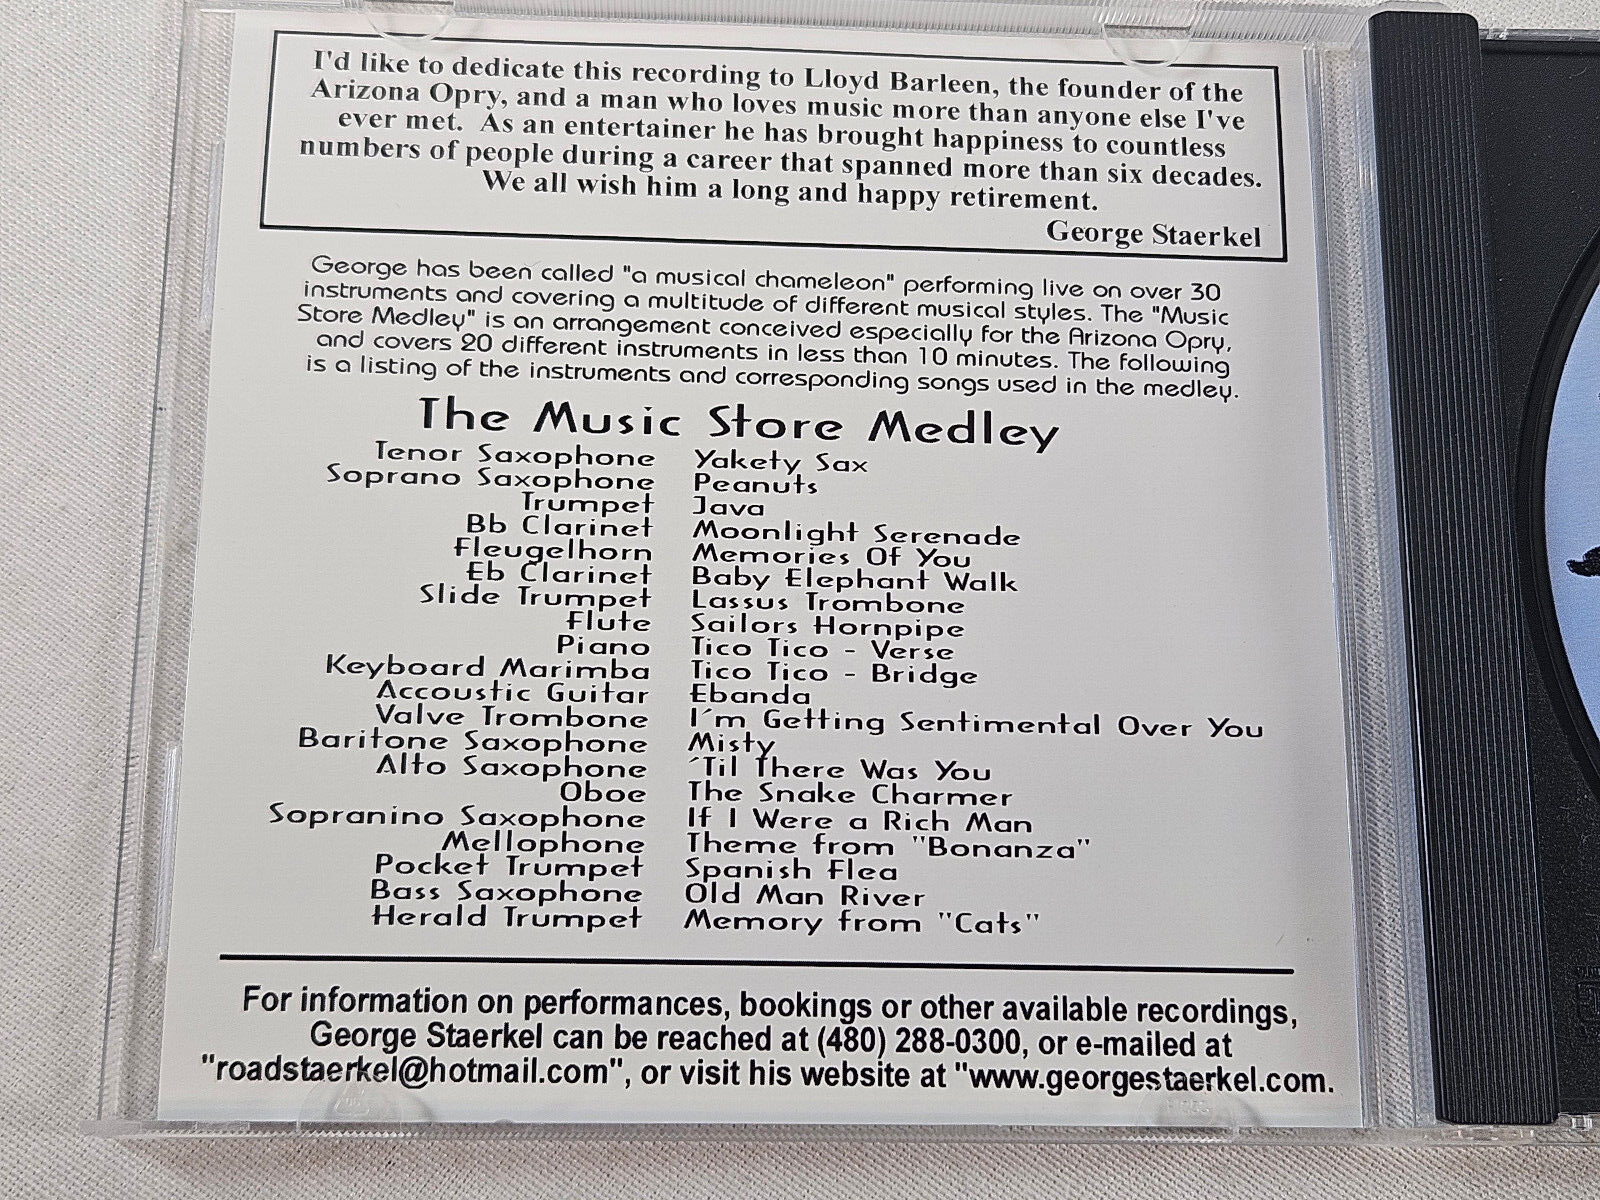 I'd like to dedicate this recording to Lloyd Barleen, the founder of the
Arizona Opry, and a man who loves music more than anyone else I've
ever met. As an entertainer he has brought happiness to countless
numbers of people during a career that spanned more than six decades.
We all wish him a long and happy retirement.
George Staerkel
George has been called "a musical chameleon" performing live on over 30
instruments and covering a multitude of different musical styles. The "Music
Store Medley" is an arrangement conceived especially for the Arizona Opry,
and covers 20 different instruments in less than 10 minutes. The following
is a listing of the instruments and corresponding songs used in the medley.
The Music Store Medley
Tenor Saxophone Yakety Sax
Soprano Saxophone Peanuts
Trumpet Java
Bb Clarinet Moonlight Serenade
Fleugelhorn Memories Of You
Eb Clarinet Baby Elephant Walk
Slide Trumpet Lassus Trombone
Flute Sailors Hornpipe
Piano Tico Tico - Verse
Keyboard Marimba Tico Tico - Bridge
Accoustic Guitar Ebanda
Valve Trombone I´m Getting Sentimental Over You
Baritone Saxophone Misty
Alto Saxophone ´Til There Was You
Oboe The Snake Charmer
Sopranino Saxophone If I Were a Rich Man
Mellophone Theme from "Bonanza"
Pocket Trumpet Spanish Flea
Bass Saxophone Old Man River
Herald Trumpet Memory from "Cats"
For information on performances, bookings or other available recordings,
George Staerkel can be reached at (480) 288-0300, or e-mailed at
"roadstaerkel@hotmail.com", or visit his website at "www.georgestaerkel.com.